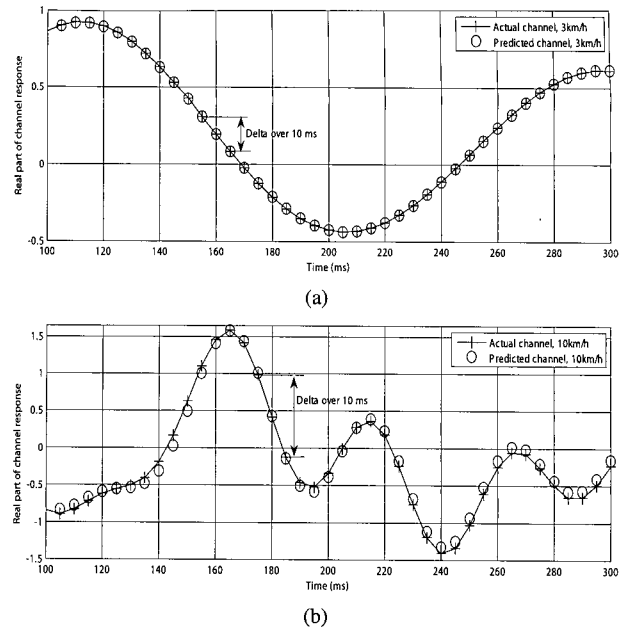 1
0.5
0
-0.5
Real part of channel response
Actual channel, 3km/h
Predicted channel, 3km/h
Delta over 10 ms
100 120 140 160 180 200 220 240 260 280 300
Time (ms)
(a)
1.5
1
0.5
0
-0.5
-1
-1.5
Real part of channel response
Actual channel, 10km/h
Predicted channel, 10km/h
Delta over 10 ms
100 120 140 160 180 200 220 240 260 280 300
Time (ms)
(b)